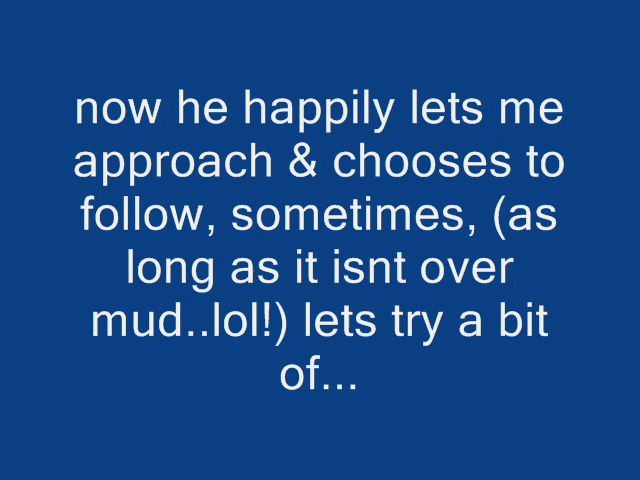 now he happily lets me
approach & chooses to
follow, sometimes, (as
long as it isnt over
mud..lol!) lets try a bit
of...